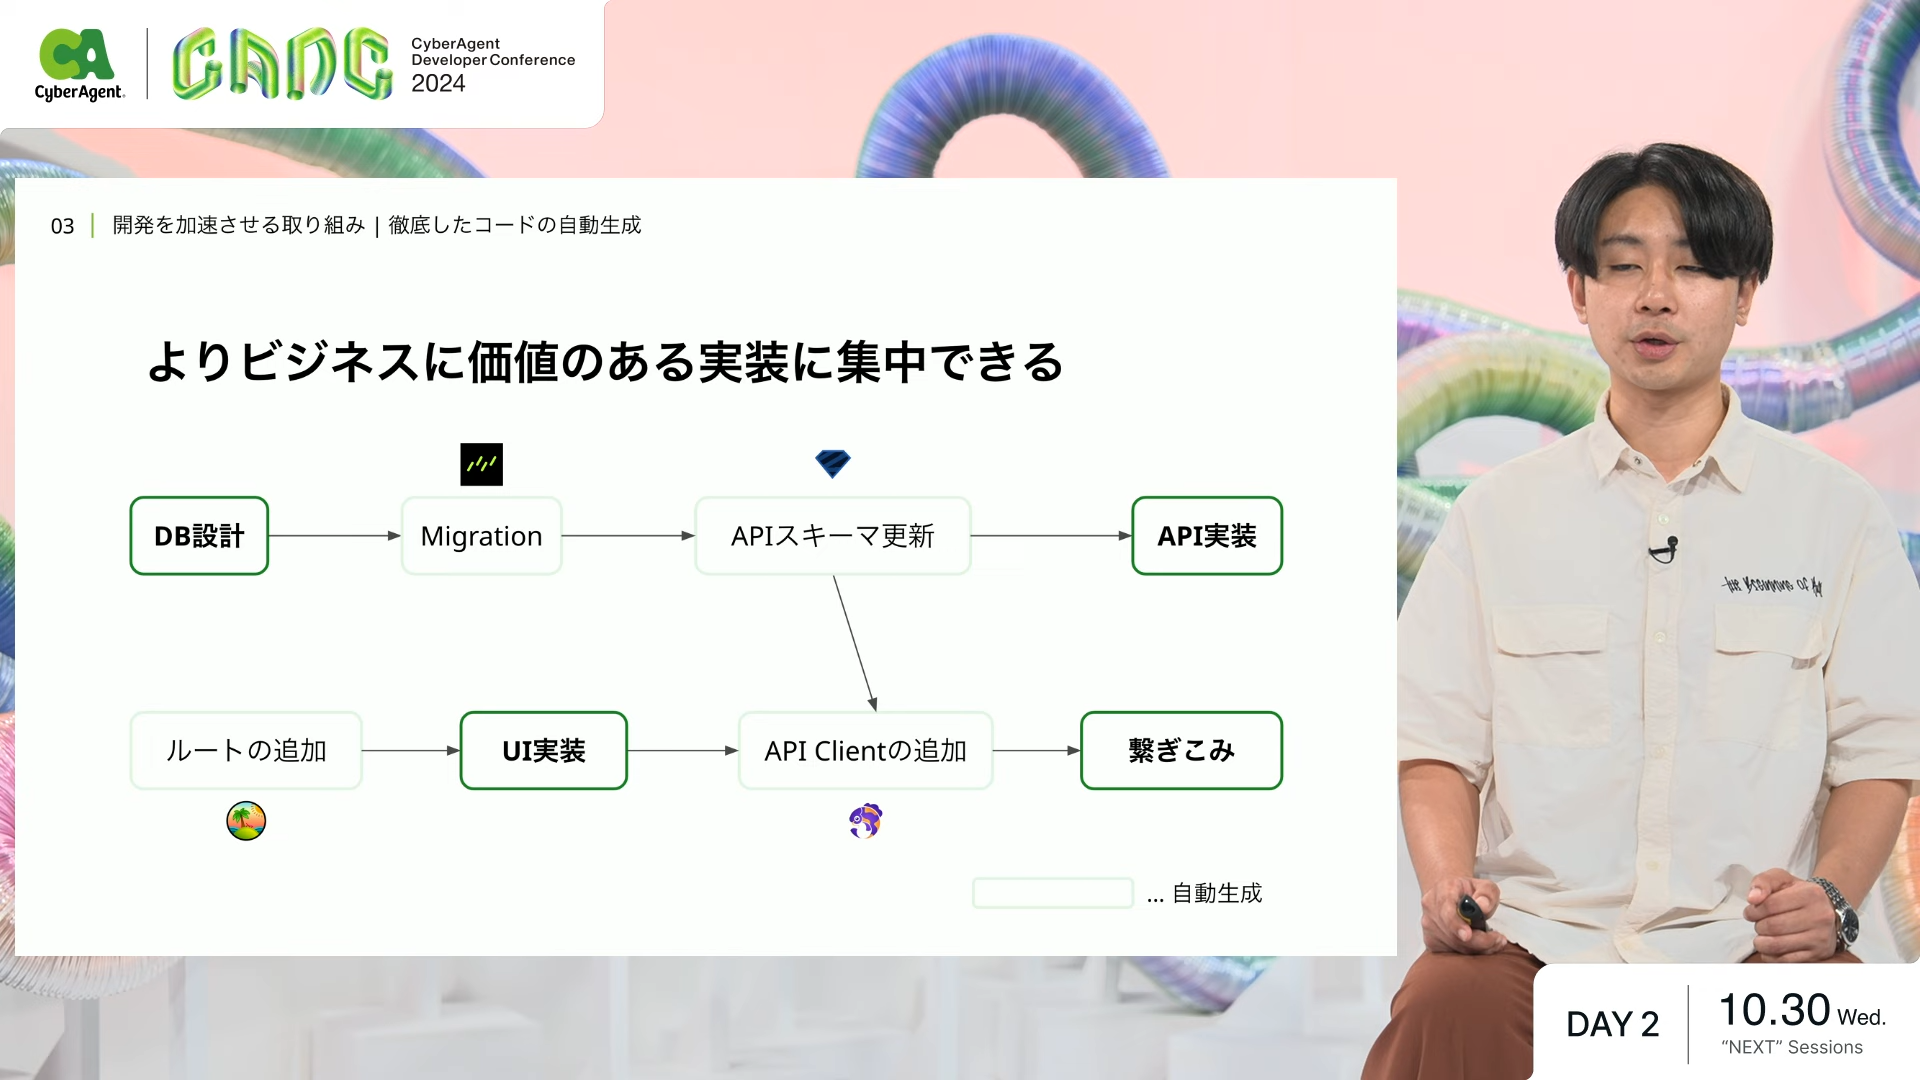 CyberAgent
CyberAgent
Developer Conference
2024
03 | 開発を加速させる取り組み | 徹底したコードの自動生成
よりビジネスに価値のある実装に集中できる
DB設計
Migration
APIスキーマ更新
API実装
ルートの追加
UI実装
API Clientの追加
繋ぎこみ
... 自動生成
DAY 2
10.30 Wed.
“NEXT” Sessions